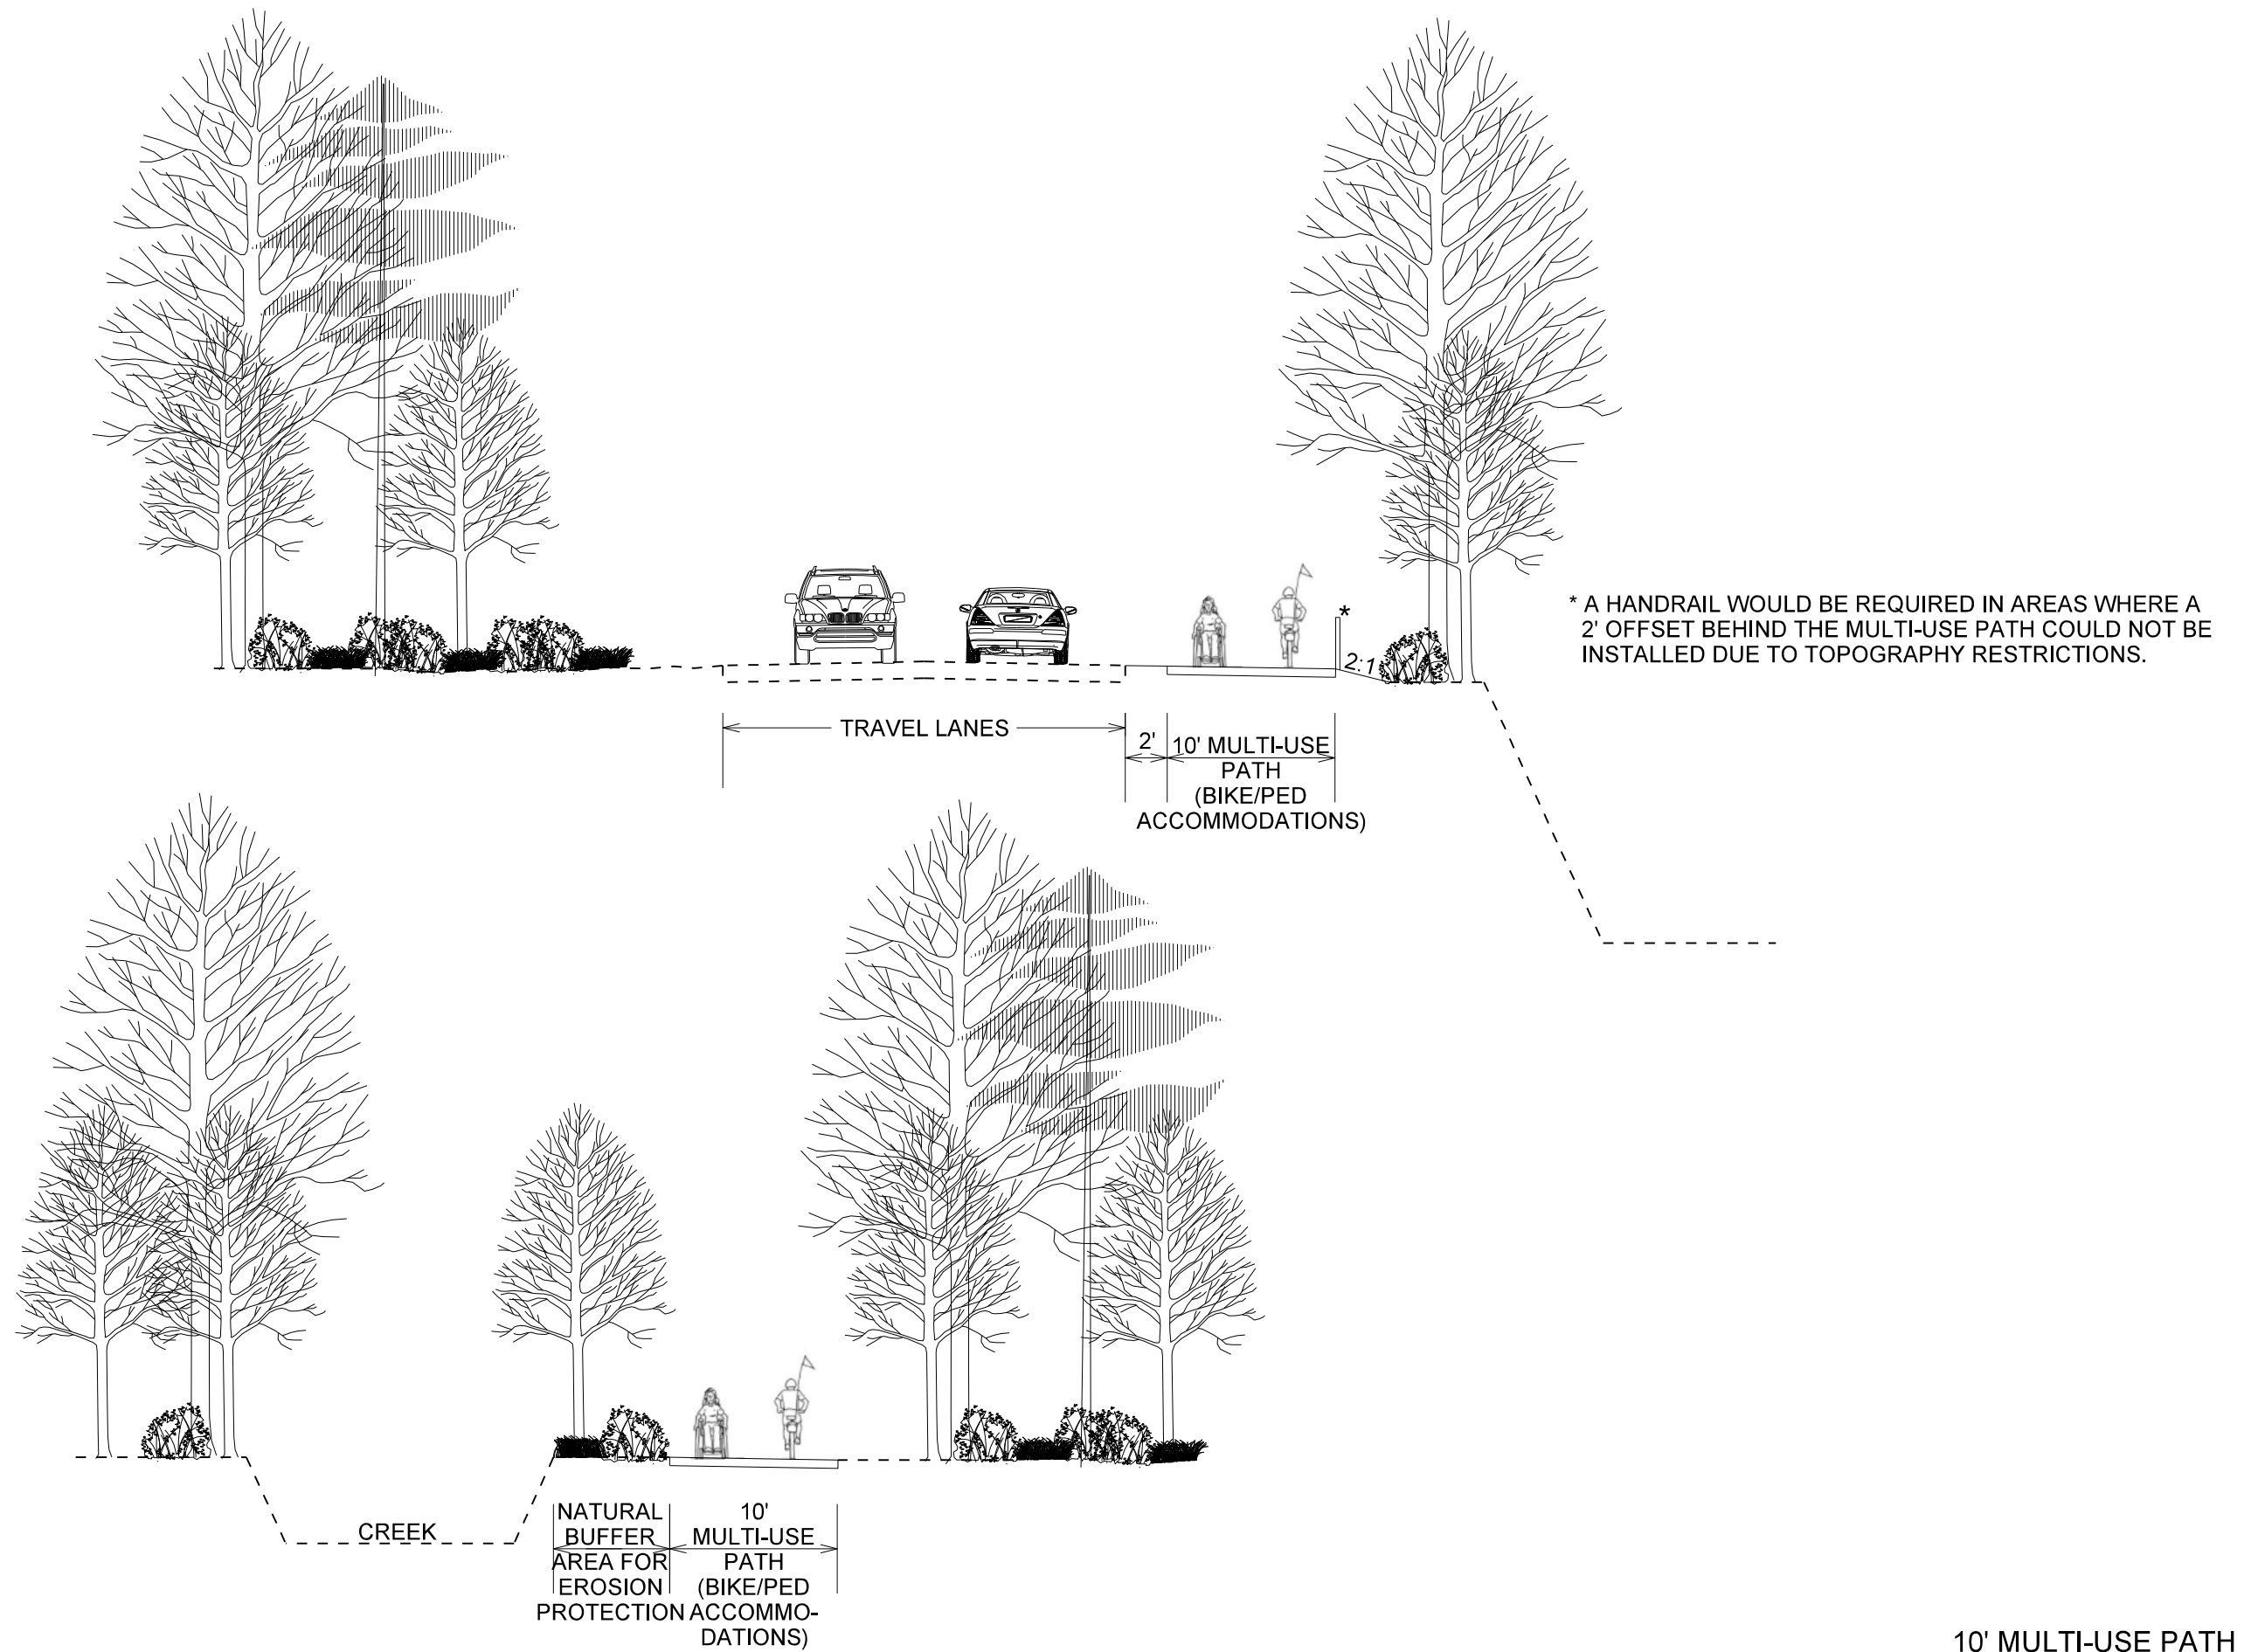 *
* A HANDRAIL WOULD BE REQUIRED IN AREAS WHERE A
2' OFFSET BEHIND THE MULTI-USE PATH COULD NOT BE
INSTALLED DUE TO TOPOGRAPHY RESTRICTIONS.
2:1
TRAVEL LANES
2'
10' MULTI-USE
PATH
(BIKE/PED
ACCOMMODATIONS)
CREEK
NATURAL
BUFFER
AREA FOR
EROSION
PROTECTION
10'
MULTI-USE
PATH
(BIKE/PED
ACCOMMO-
DATIONS)
10' MULTI-USE PATH